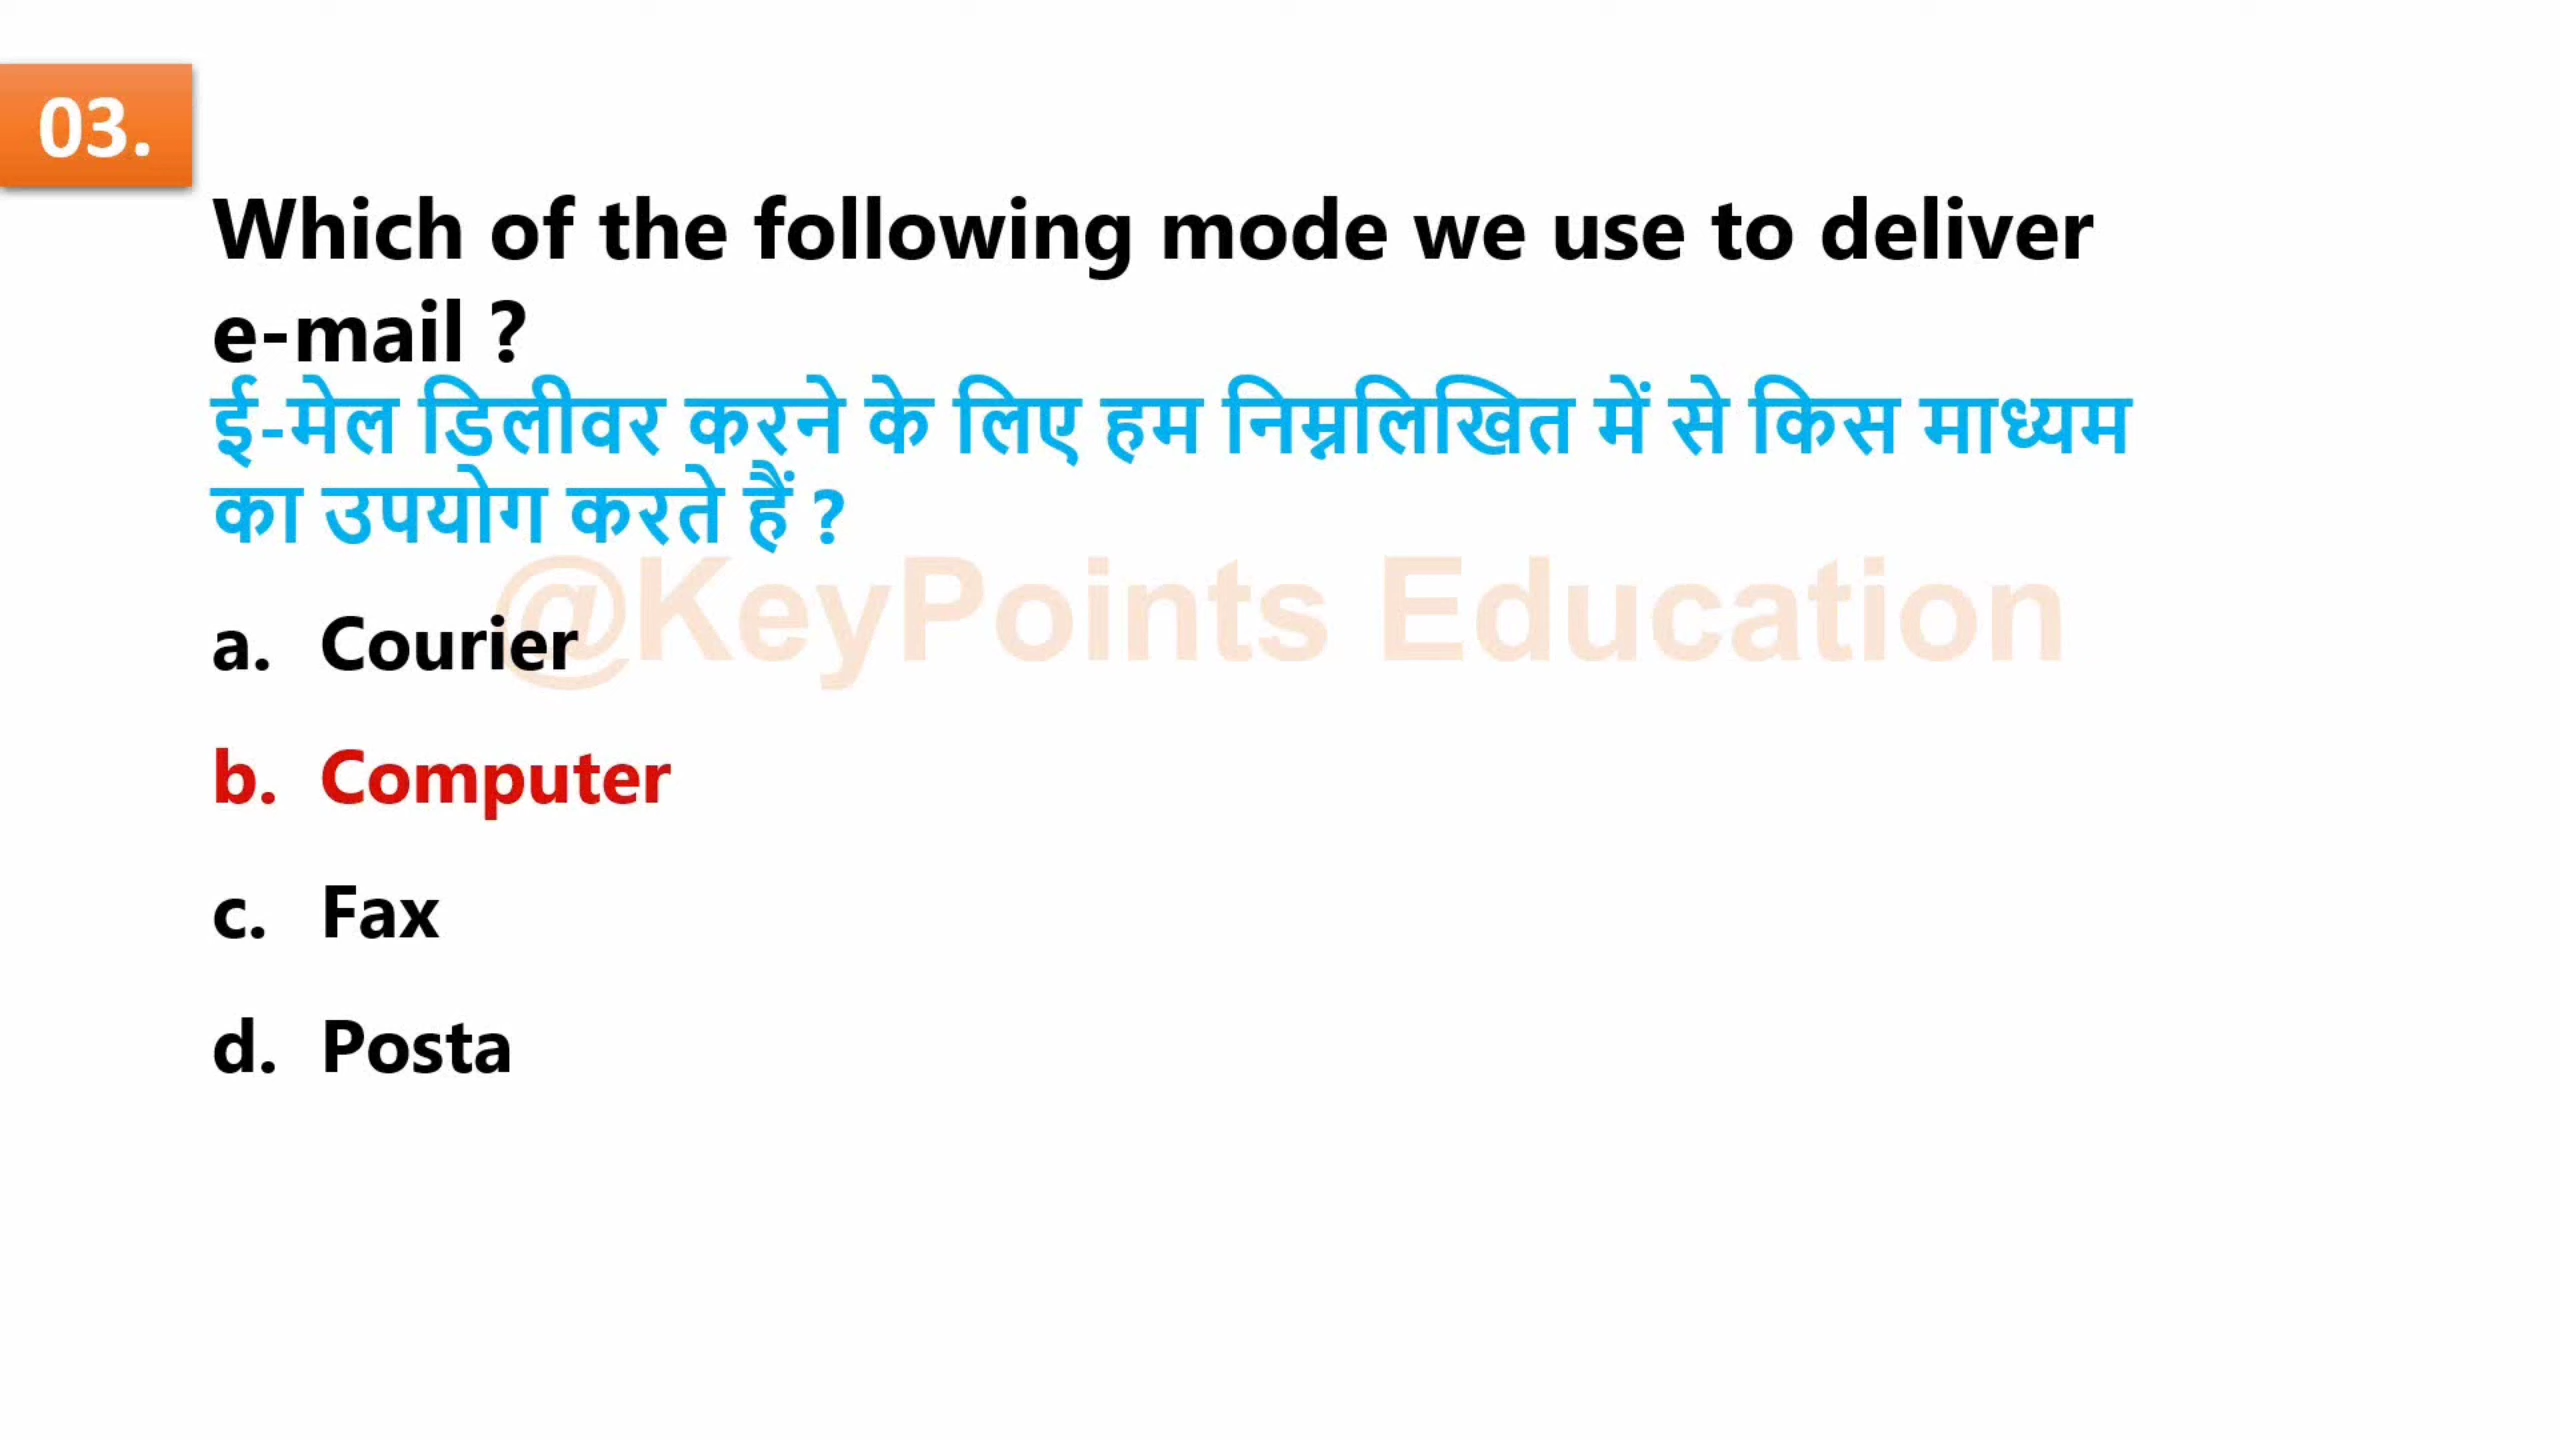 03.
Which of the following mode we use to deliver
e-mail ?
ई-मेल डिलीवर करने के लिए हम निम्नलिखित में से किस माध्यम
का उपयोग करते हैं ?
@KeyPoints Education
a. Courier
b. Computer
c. Fax
d. Posta